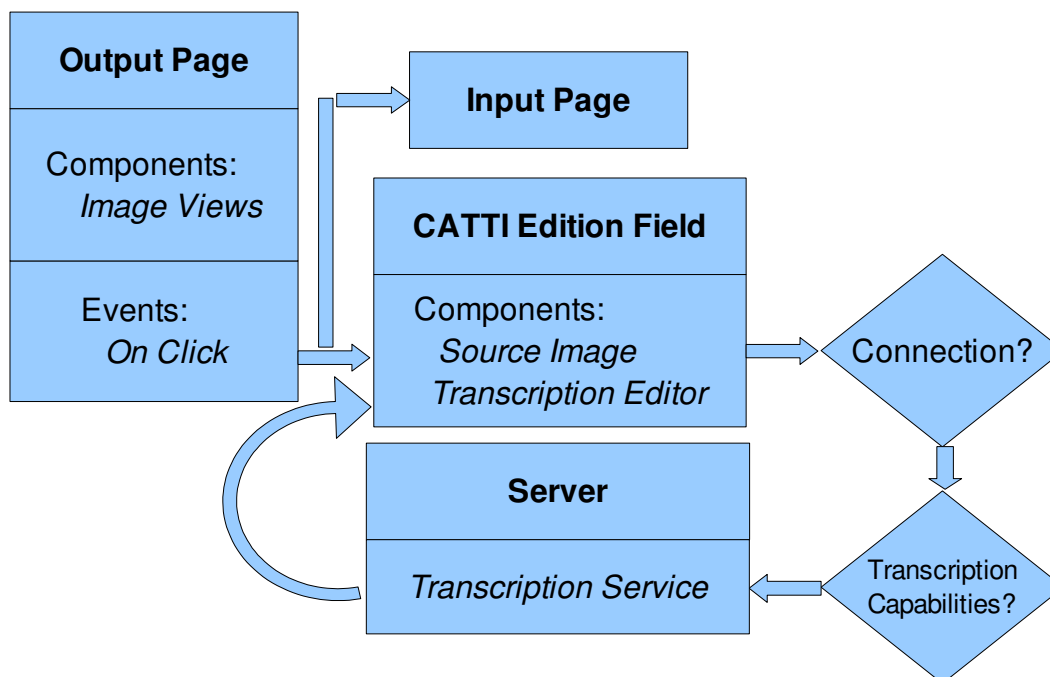 Output Page
Components:
Image Views
Events:
On Click
Input Page
CATTI Edition Field
Components:
Source Image
Transcription Editor
Connection?
Transcription
Capabilities?
Server
Transcription Service